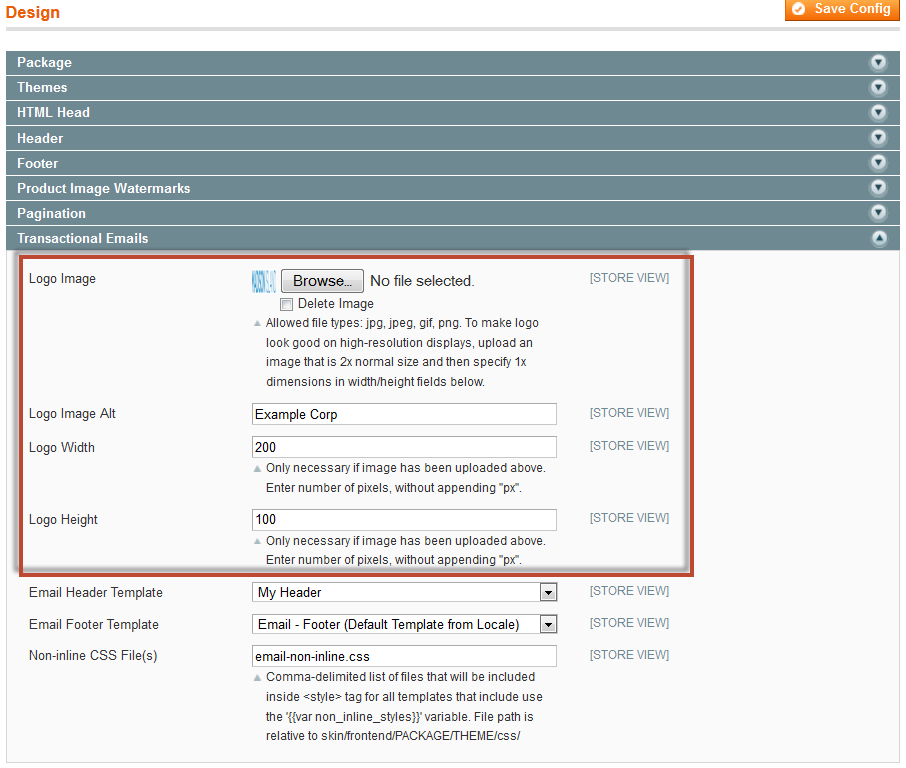 Design
Save Config
Package
Themes
HTML Head
Header
Footer
Product Image Watermarks
Pagination
Transactional Emails
Logo Image
MADISON ISLAND
Browse...
No file selected.
[STORE VIEW]
Delete Image
Allowed file types: jpg, jpeg, gif, png. To make logo
look good on high-resolution displays, upload an
image that is 2x normal size and then specify 1x
dimensions in width/height fields below.
Logo Image Alt
Example Corp
[STORE VIEW]
Logo Width
200
[STORE VIEW]
Only necessary if image has been uploaded above.
Enter number of pixels, without appending "px".
Logo Height
100
[STORE VIEW]
Only necessary if image has been uploaded above.
Enter number of pixels, without appending "px".
Email Header Template
My Header
[STORE VIEW]
Email Footer Template
Email - Footer (Default Template from Locale)
[STORE VIEW]
Non-inline CSS File(s)
email-non-inline.css
[STORE VIEW]
Comma-delimited list of files that will be included
inside <style> tag for all templates that include use
the '{{var non_inline_styles}}' variable. File path is
relative to skin/frontend/PACKAGE/THEME/css/